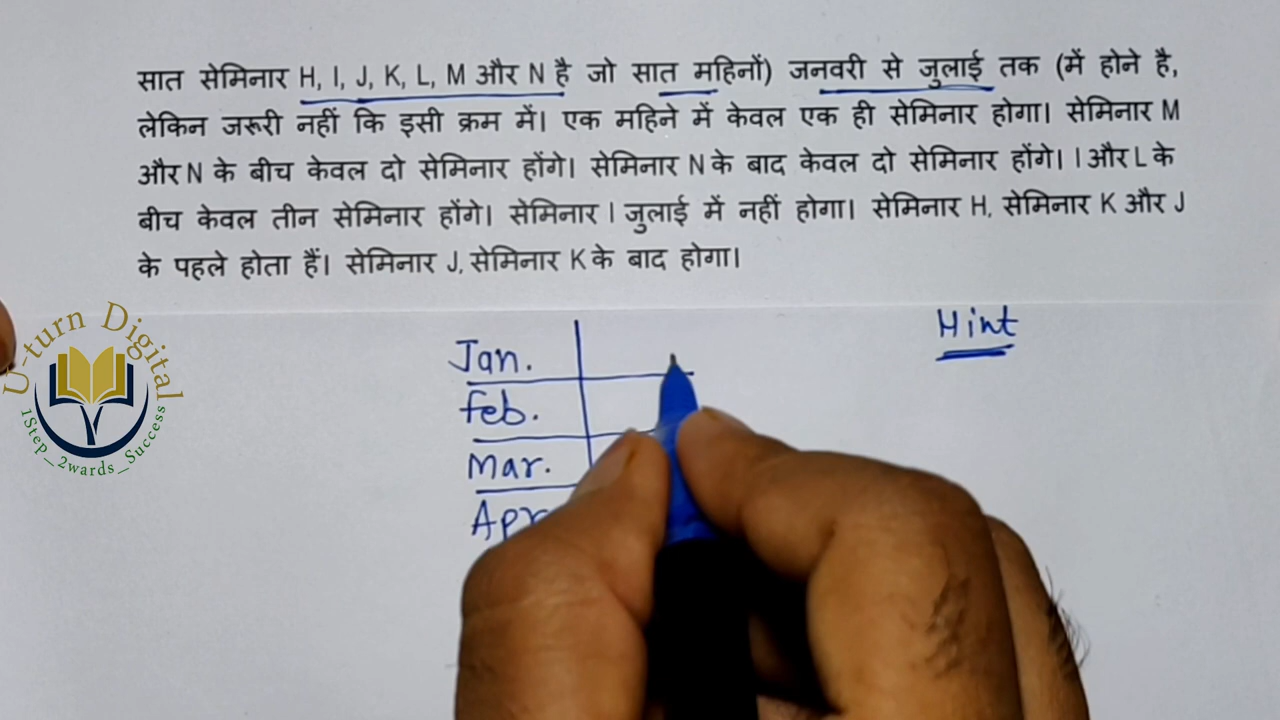 सात सेमिनार H, I, J, K, L, M और N है जो सात महिनों) जनवरी से जुलाई तक (में होने है,
लेकिन जरूरी नहीं कि इसी क्रम में। एक महिने में केवल एक ही सेमिनार होगा। सेमिनार M
और N के बीच केवल दो सेमिनार होंगे। सेमिनार N के बाद केवल दो सेमिनार होंगे। I और L के
बीच केवल तीन सेमिनार होंगे। सेमिनार I जुलाई में नहीं होगा। सेमिनार H, सेमिनार K और J
के पहले होता हैं। सेमिनार J, सेमिनार K के बाद होगा।
Hint
Jan.
feb.
Mar.
Apr
U-turn Digital
1Step_2wards_Success